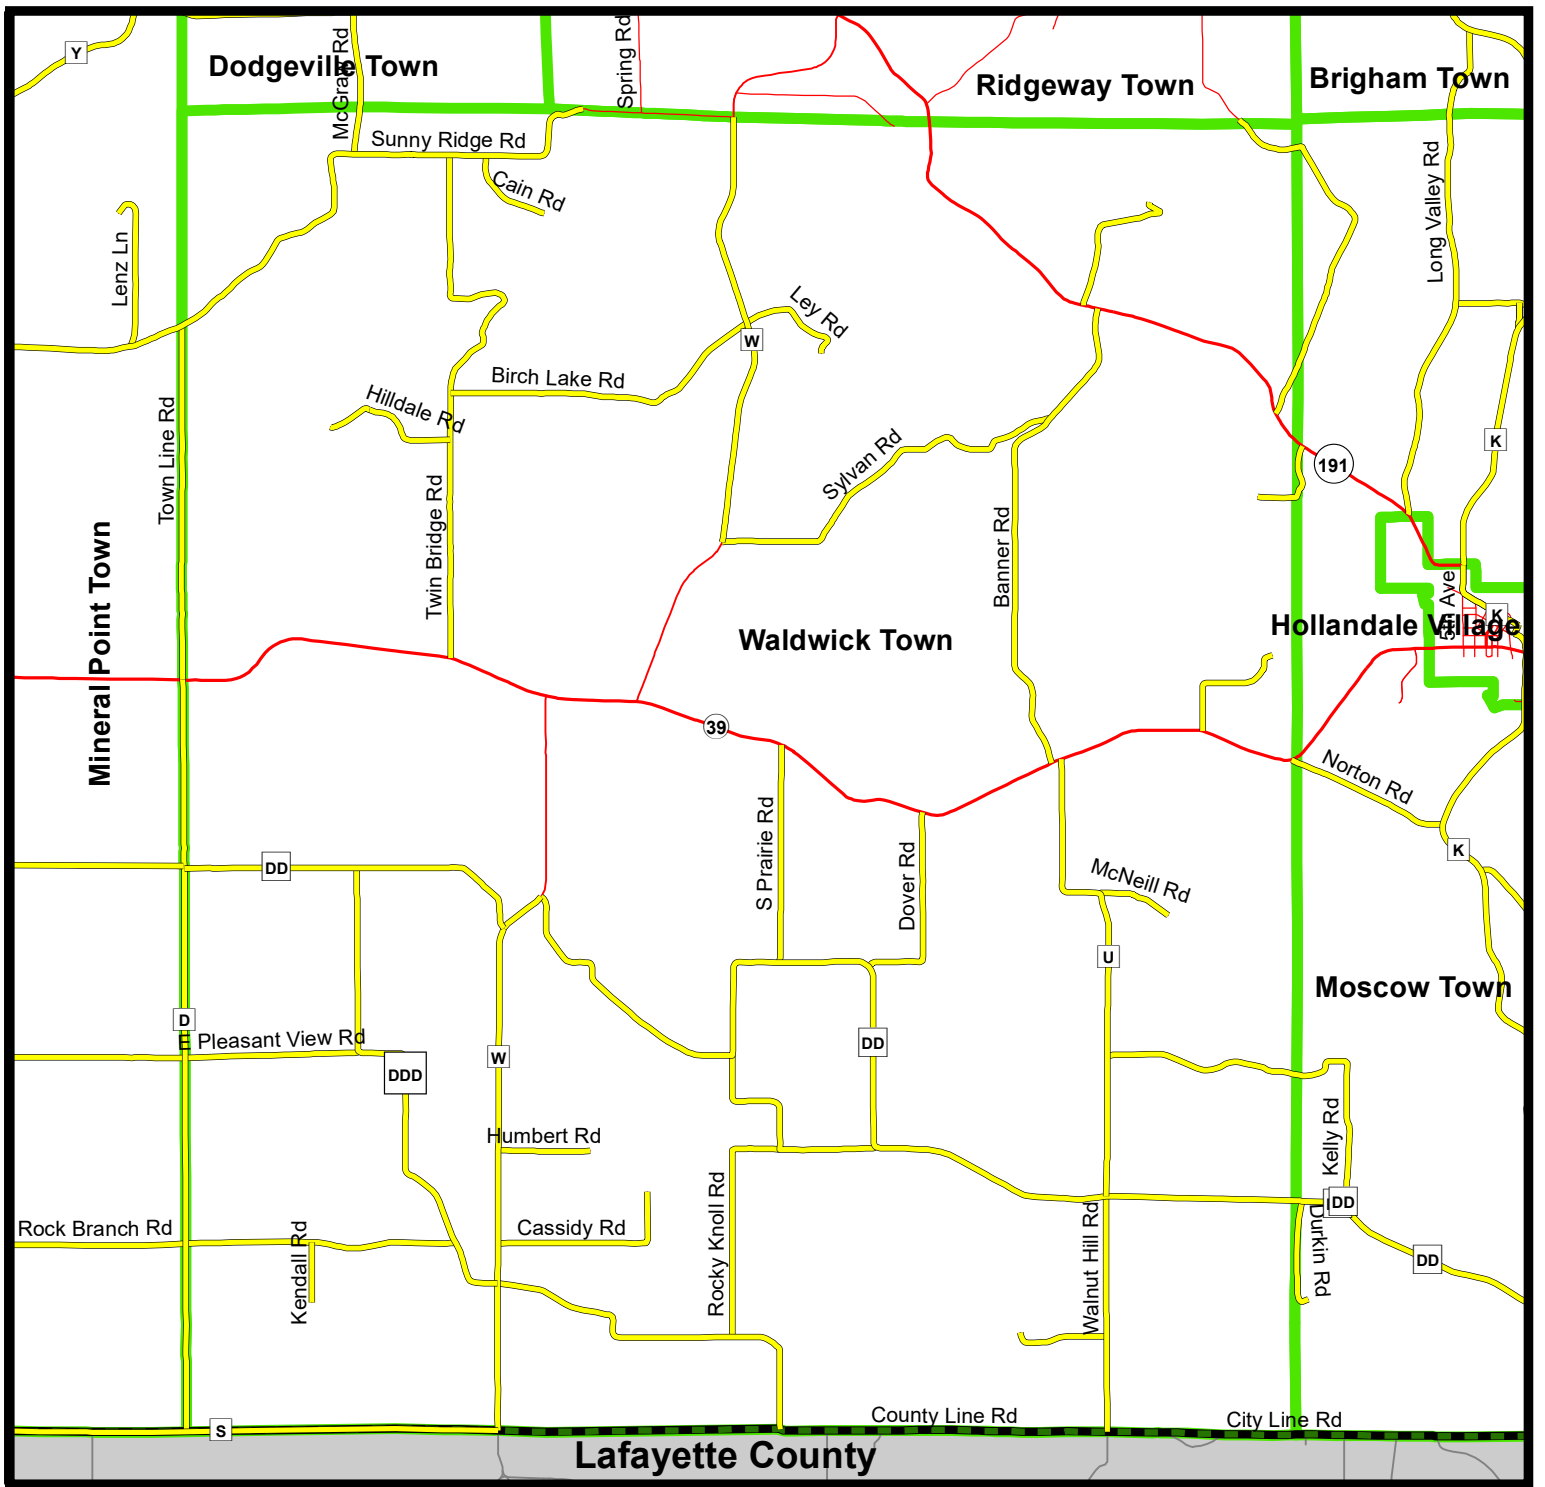 Y
McGraw Rd
Dodgeville Town
Spring Rd
Ridgeway Town
Brigham Town
Sunny Ridge Rd
Cain Rd
Long Valley Rd
Lenz Ln
Ley Rd
W
Birch Lake Rd
Hilldale Rd
Town Line Rd
Sylvan Rd
K
191
Twin Bridge Rd
Banner Rd
Mineral Point Town
5th Ave
K
Hollandale Village
Waldwick Town
39
Norton Rd
S Prairie Rd
Dover Rd
K
DD
McNeill Rd
U
Moscow Town
D
E Pleasant View Rd
DD
W
DDD
Humbert Rd
Kelly Rd
Rocky Knoll Rd
DD
Rock Branch Rd
Kendall Rd
Cassidy Rd
Walnut Hill Rd
Durkin Rd
DD
S
County Line Rd
City Line Rd
Lafayette County